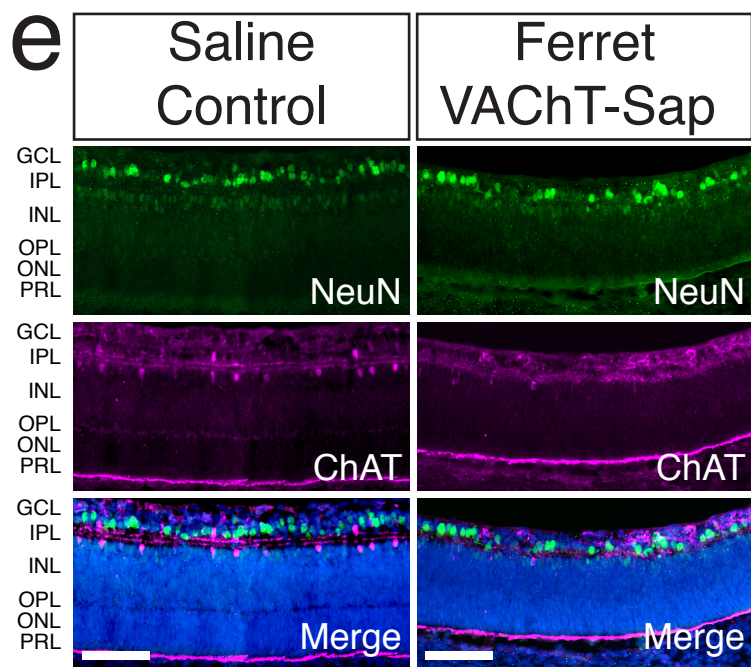 e
Saline
Control
Ferret
VAChT-Sap
GCL
IPL
INL
OPL
ONL
PRL
NeuN
NeuN
GCL
IPL
INL
OPL
ONL
PRL
ChAT
ChAT
GCL
IPL
INL
OPL
ONL
PRL
Merge
Merge